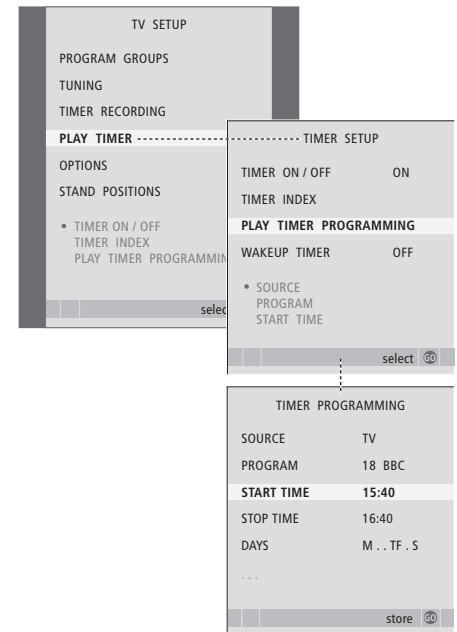 TV SETUP
PROGRAM GROUPS
TUNING
TIMER RECORDING
PLAY TIMER
OPTIONS
STAND POSITIONS
• TIMER ON / OFF
TIMER INDEX
PLAY TIMER PROGRAMMIN
selec
TIMER SETUP
TIMER ON / OFF ON
TIMER INDEX
PLAY TIMER PROGRAMMING
WAKEUP TIMER OFF
• SOURCE
PROGRAM
START TIME
select GO
TIMER PROGRAMMING
SOURCE TV
PROGRAM 18 BBC
START TIME 15:40
STOP TIME 16:40
DAYS M . . TF . S
. . .
store GO